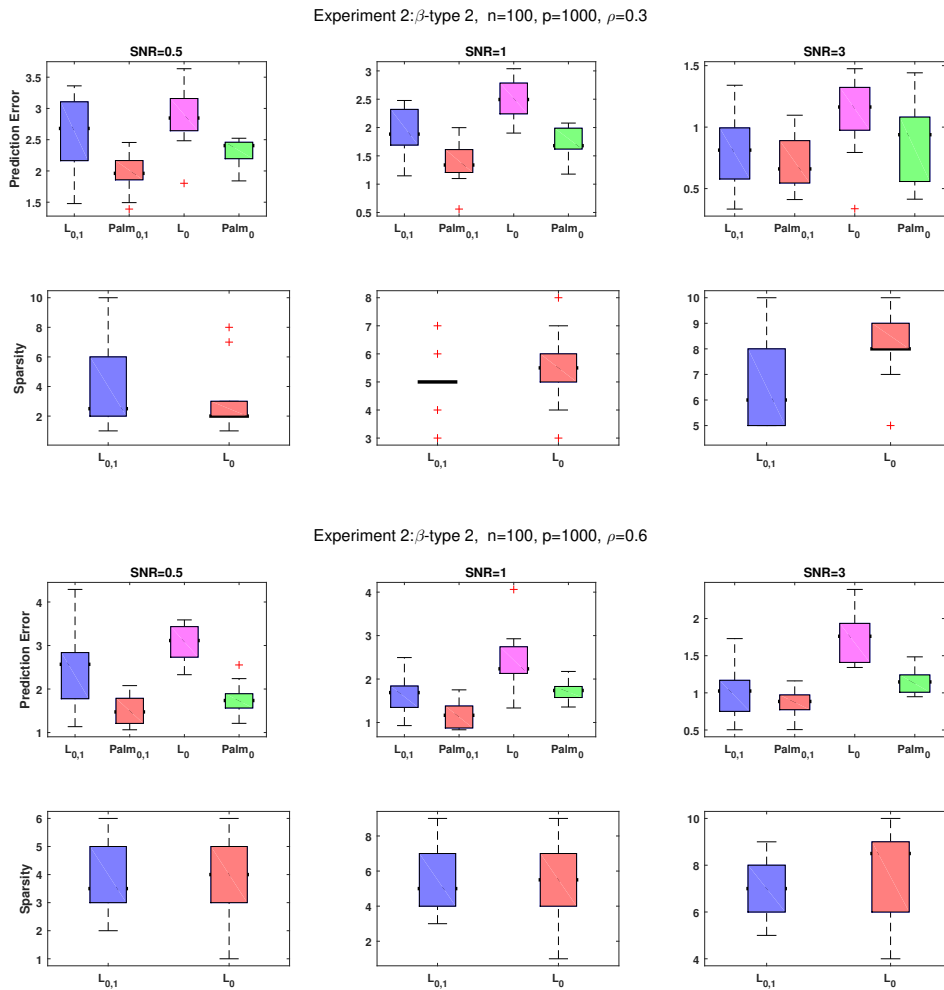 Experiment 2:β-type 2, n=100, p=1000, ρ=0.3
SNR=0.5
Prediction Error
3.5
3
2.5
2
1.5
L0,1 Palm0,1 L0 Palm0
SNR=1
3
2.5
2
1.5
1
0.5
L0,1 Palm0,1 L0 Palm0
SNR=3
1.5
1
0.5
L0,1 Palm0,1 L0 Palm0
Sparsity
10
8
6
4
2
L0,1 L0
8
7
6
5
4
3
L0,1 L0
10
9
8
7
6
5
L0,1 L0
Experiment 2:β-type 2, n=100, p=1000, ρ=0.6
SNR=0.5
Prediction Error
4
3
2
1
L0,1 Palm0,1 L0 Palm0
SNR=1
4
3
2
1
L0,1 Palm0,1 L0 Palm0
SNR=3
2
1.5
1
0.5
L0,1 Palm0,1 L0 Palm0
Sparsity
6
5
4
3
2
1
L0,1 L0
8
6
4
2
L0,1 L0
10
8
6
4
L0,1 L0